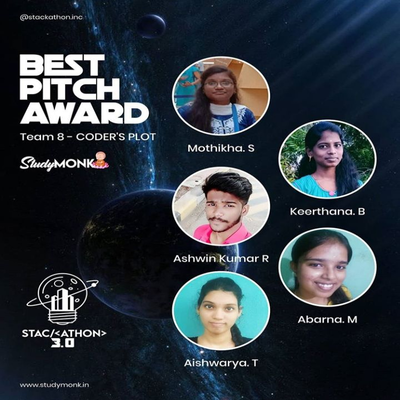 @stackathon.inc
BEST
PITCH
AWARD
Team 8 - CODER'S PLOT
StudyMONK
Mothikha. S
Keerthana. B
Ashwin Kumar R
Abarna. M
Aishwarya. T
STAC/<ATHON>
3.0
www.studymonk.in